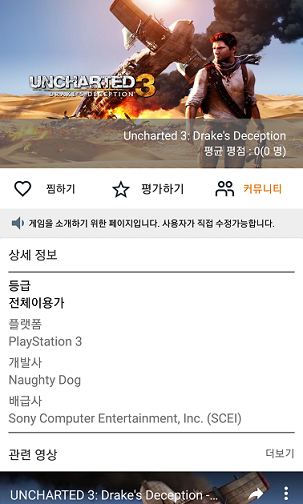 UNCHARTED 3
DRAKE'S DECEPTION
Uncharted 3: Drake's Deception
평균 평점 : 0(0 명)
찜하기 평가하기 커뮤니티
게임을 소개하기 위한 페이지입니다. 사용자가 직접 수정가능합니다.
상세 정보
등급
전체이용가
플랫폼
PlayStation 3
개발사
Naughty Dog
배급사
Sony Computer Entertainment, Inc. (SCEI)
관련 영상 더보기
UNCHARTED 3: Drake's Deception -...